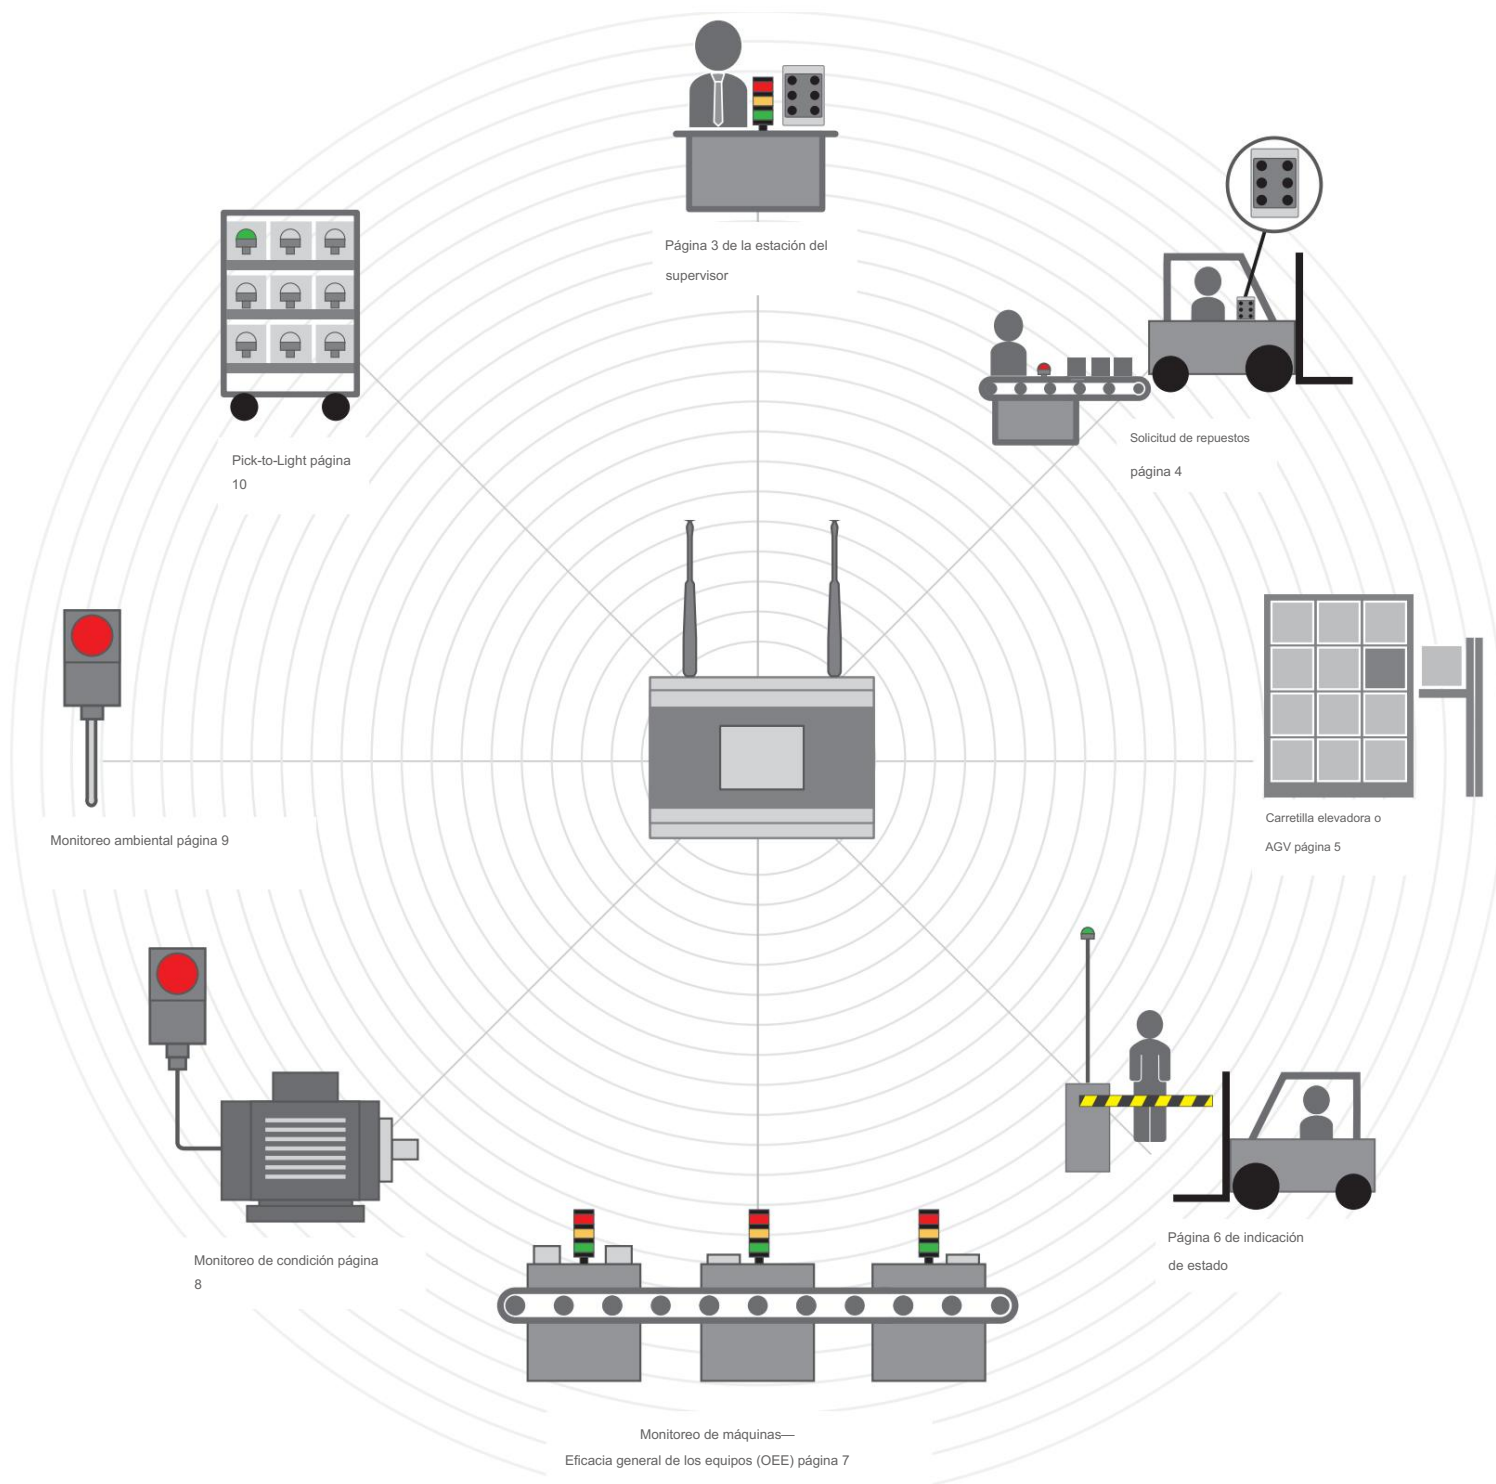 Página 3 de la estación del
supervisor
Solicitud de repuestos
página 4
Pick-to-Light página
10
Carretilla elevadora o
AGV página 5
Monitoreo ambiental página 9
Página 6 de indicación
de estado
Monitoreo de condición página
8
Monitoreo de máquinas—
Eficacia general de los equipos (OEE) página 7